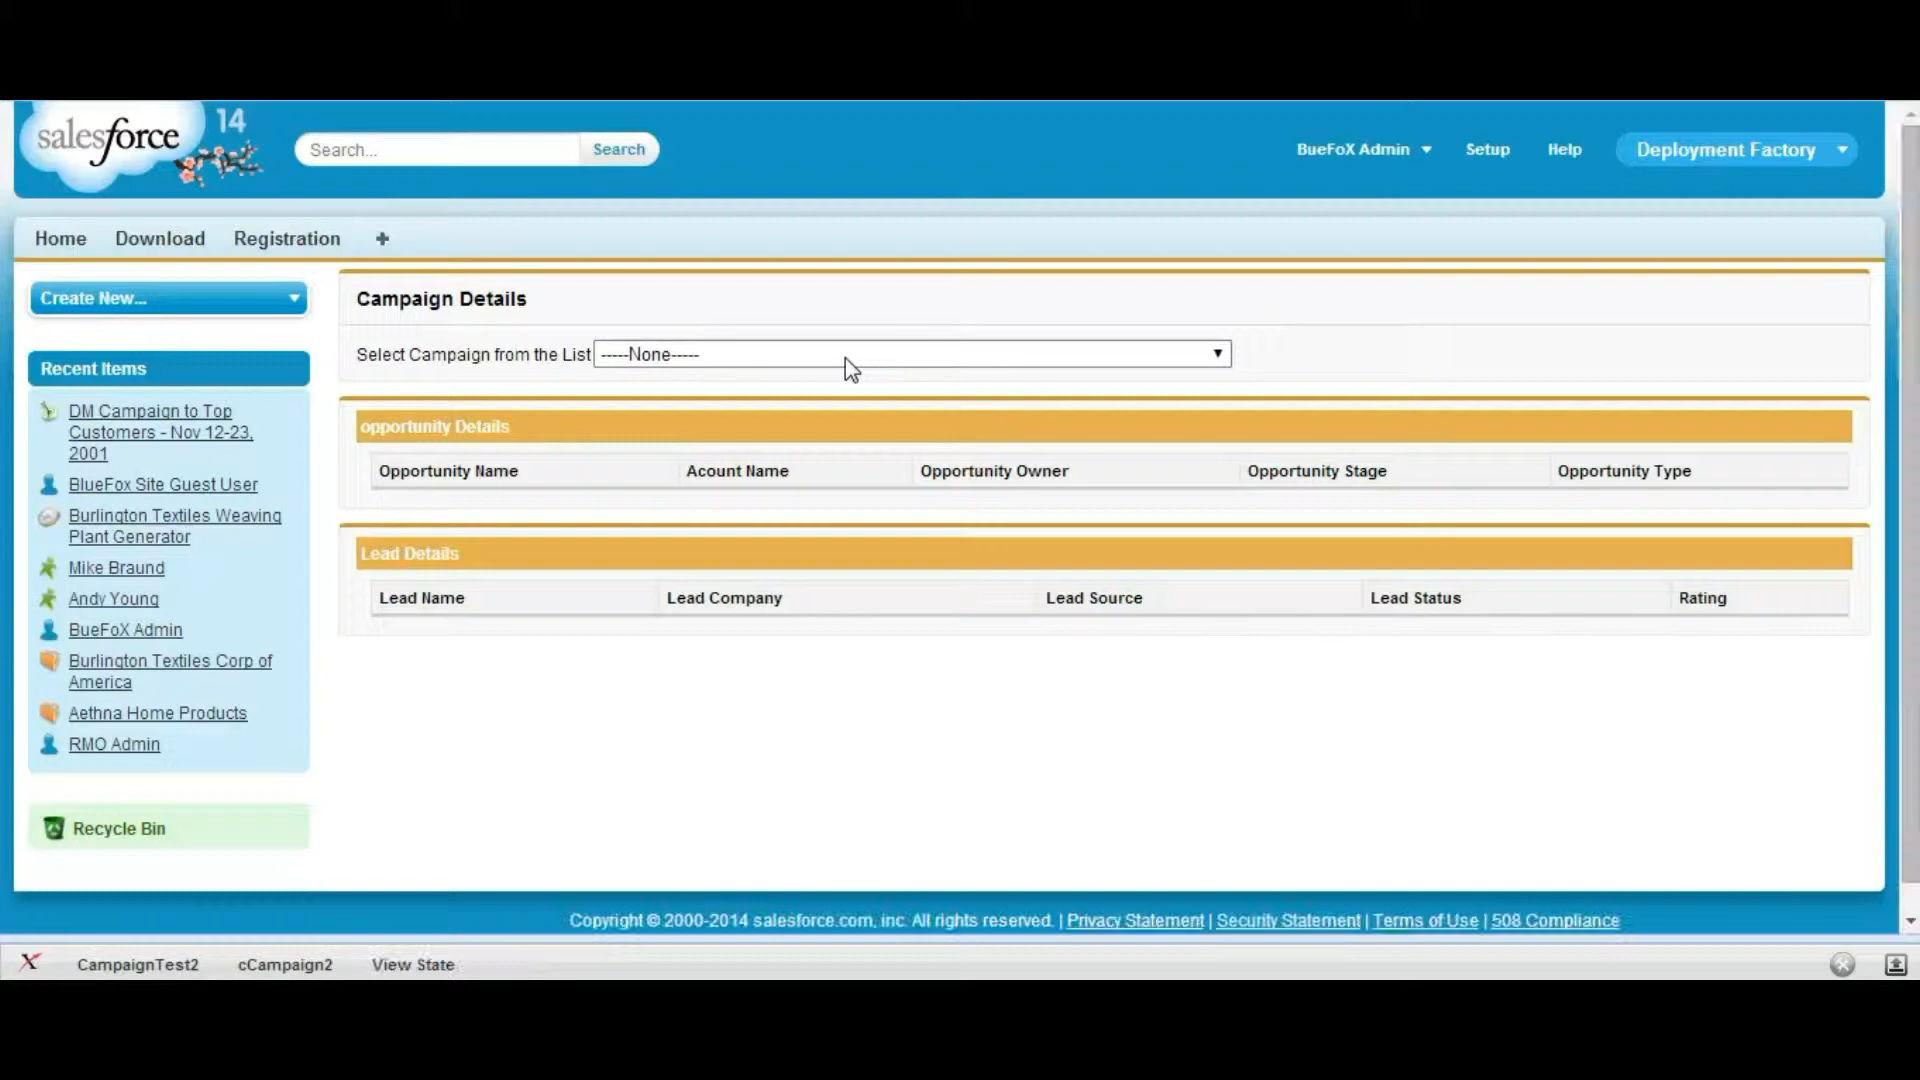 salesforce
14
Search...
Search
BueFoX Admin
Setup
Help
Deployment Factory
Home
Download
Registration
Create New...
Recent Items
DM Campaign to Top
Customers - Nov 12-23,
2001
BlueFox Site Guest User
Burlington Textiles Weaving
Plant Generator
Mike Braund
Andy Young
BueFoX Admin
Burlington Textiles Corp of
America
Aethna Home Products
RMO Admin
Recycle Bin
Campaign Details
Select Campaign from the List -----None-----
opportunity Details
Opportunity Name Acount Name Opportunity Owner Opportunity Stage Opportunity Type
Lead Details
Lead Name Lead Company Lead Source Lead Status Rating
Copyright © 2000-2014 salesforce.com, inc. All rights reserved. | Privacy Statement | Security Statement | Terms of Use | 508 Compliance
CampaignTest2 cCampaign2 View State